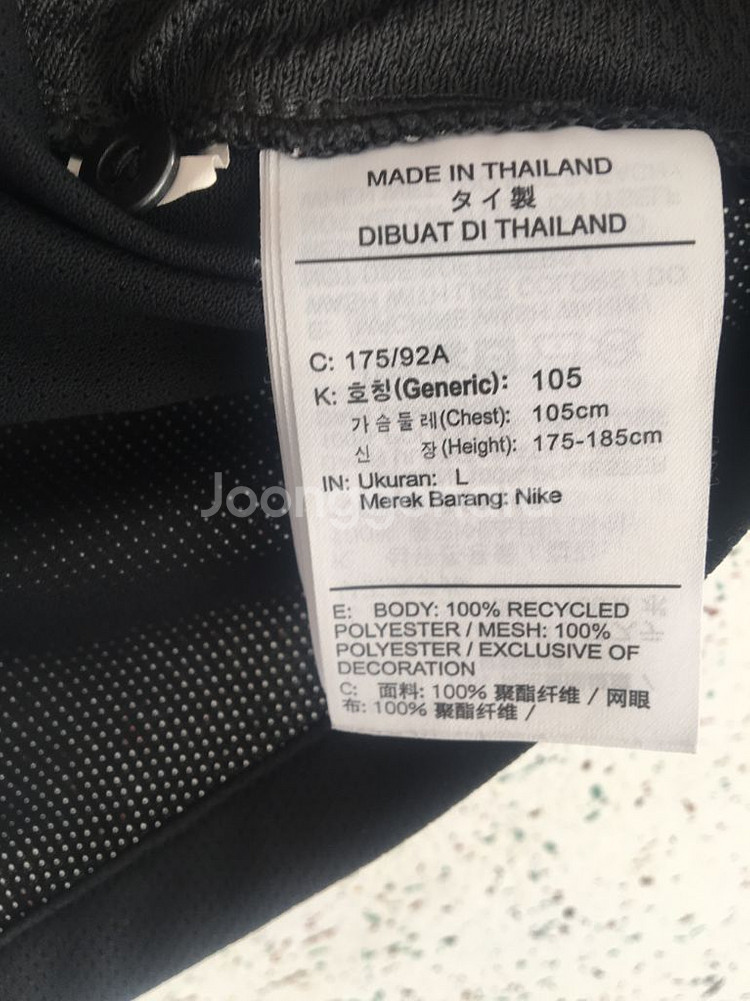 MADE IN THAILAND
タイ製
DIBUAT DI THAILAND
C: 175/92A
K: 호칭(Generic): 105
가슴둘레(Chest): 105cm
신 장(Height): 175-185cm
IN: Ukuran: L
Merek Barang: Nike
E: BODY: 100% RECYCLED
POLYESTER / MESH: 100%
POLYESTER / EXCLUSIVE OF
DECORATION
C: 面料: 100% 聚酯纤维 / 网眼
布: 100% 聚酯纤维 /